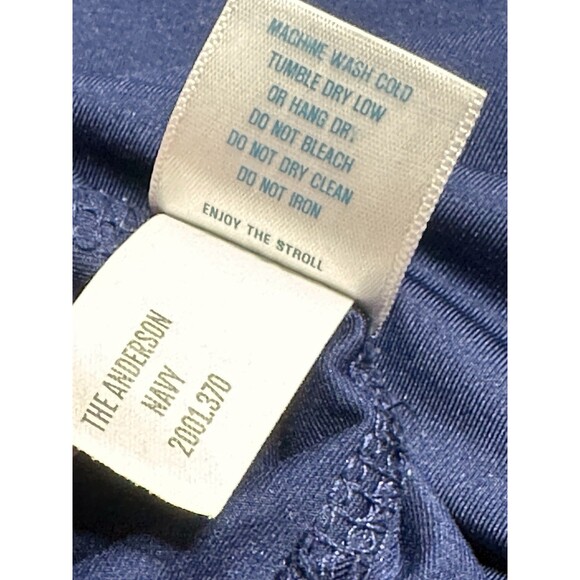 MACHINE WASH COLD
TUMBLE DRY LOW
OR HANG DRY,
DO NOT BLEACH
DO NOT DRY CLEAN
DO NOT IRON
ENJOY THE STROLL
THE ANDERSON
NAVY
2001.370